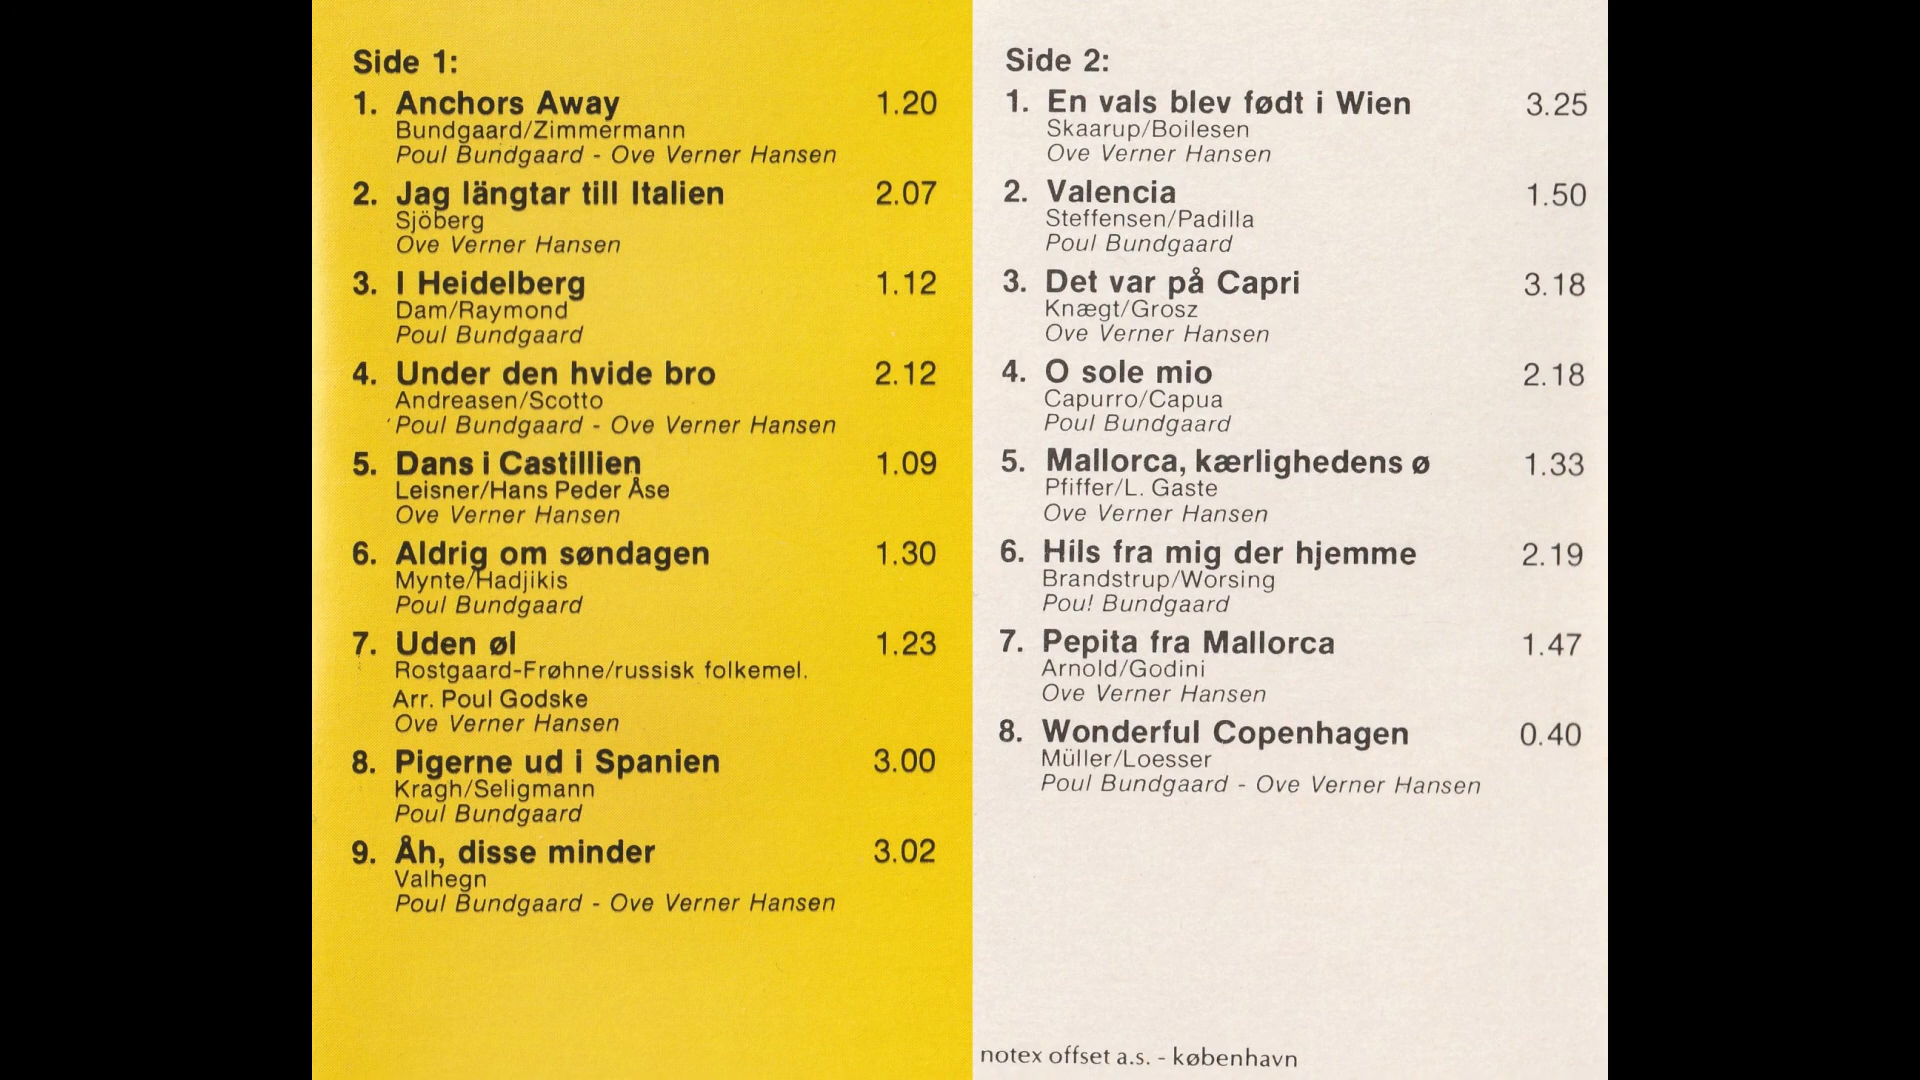 Side 1:
1. Anchors Away 1.20
Bundgaard/Zimmermann
Poul Bundgaard - Ove Verner Hansen
2. Jag längtar till Italien 2.07
Sjöberg
Ove Verner Hansen
3. I Heidelberg 1.12
Dam/Raymond
Poul Bundgaard
4. Under den hvide bro 2.12
Andreasen/Scotto
Poul Bundgaard - Ove Verner Hansen
5. Dans i Castillien 1.09
Leisner/Hans Peder Åse
Ove Verner Hansen
6. Aldrig om søndagen 1.30
Mynte/Hadjikis
Poul Bundgaard
7. Uden øl 1.23
Rostgaard-Frøhne/russisk folkemel.
Arr. Poul Godske
Ove Verner Hansen
8. Pigerne ud i Spanien 3.00
Kragh/Seligmann
Poul Bundgaard
9. Åh, disse minder 3.02
Valhegn
Poul Bundgaard - Ove Verner Hansen
Side 2:
1. En vals blev født i Wien 3.25
Skaarup/Boilesen
Ove Verner Hansen
2. Valencia 1.50
Steffensen/Padilla
Poul Bundgaard
3. Det var på Capri 3.18
Knægt/Grosz
Ove Verner Hansen
4. O sole mio 2.18
Capurro/Capua
Poul Bundgaard
5. Mallorca, kærlighedens ø 1.33
Pfiffer/L. Gaste
Ove Verner Hansen
6. Hils fra mig der hjemme 2.19
Brandstrup/Worsing
Pou! Bundgaard
7. Pepita fra Mallorca 1.47
Arnold/Godini
Ove Verner Hansen
8. Wonderful Copenhagen 0.40
Müller/Loesser
Poul Bundgaard - Ove Verner Hansen
notex offset a.s. - københavn